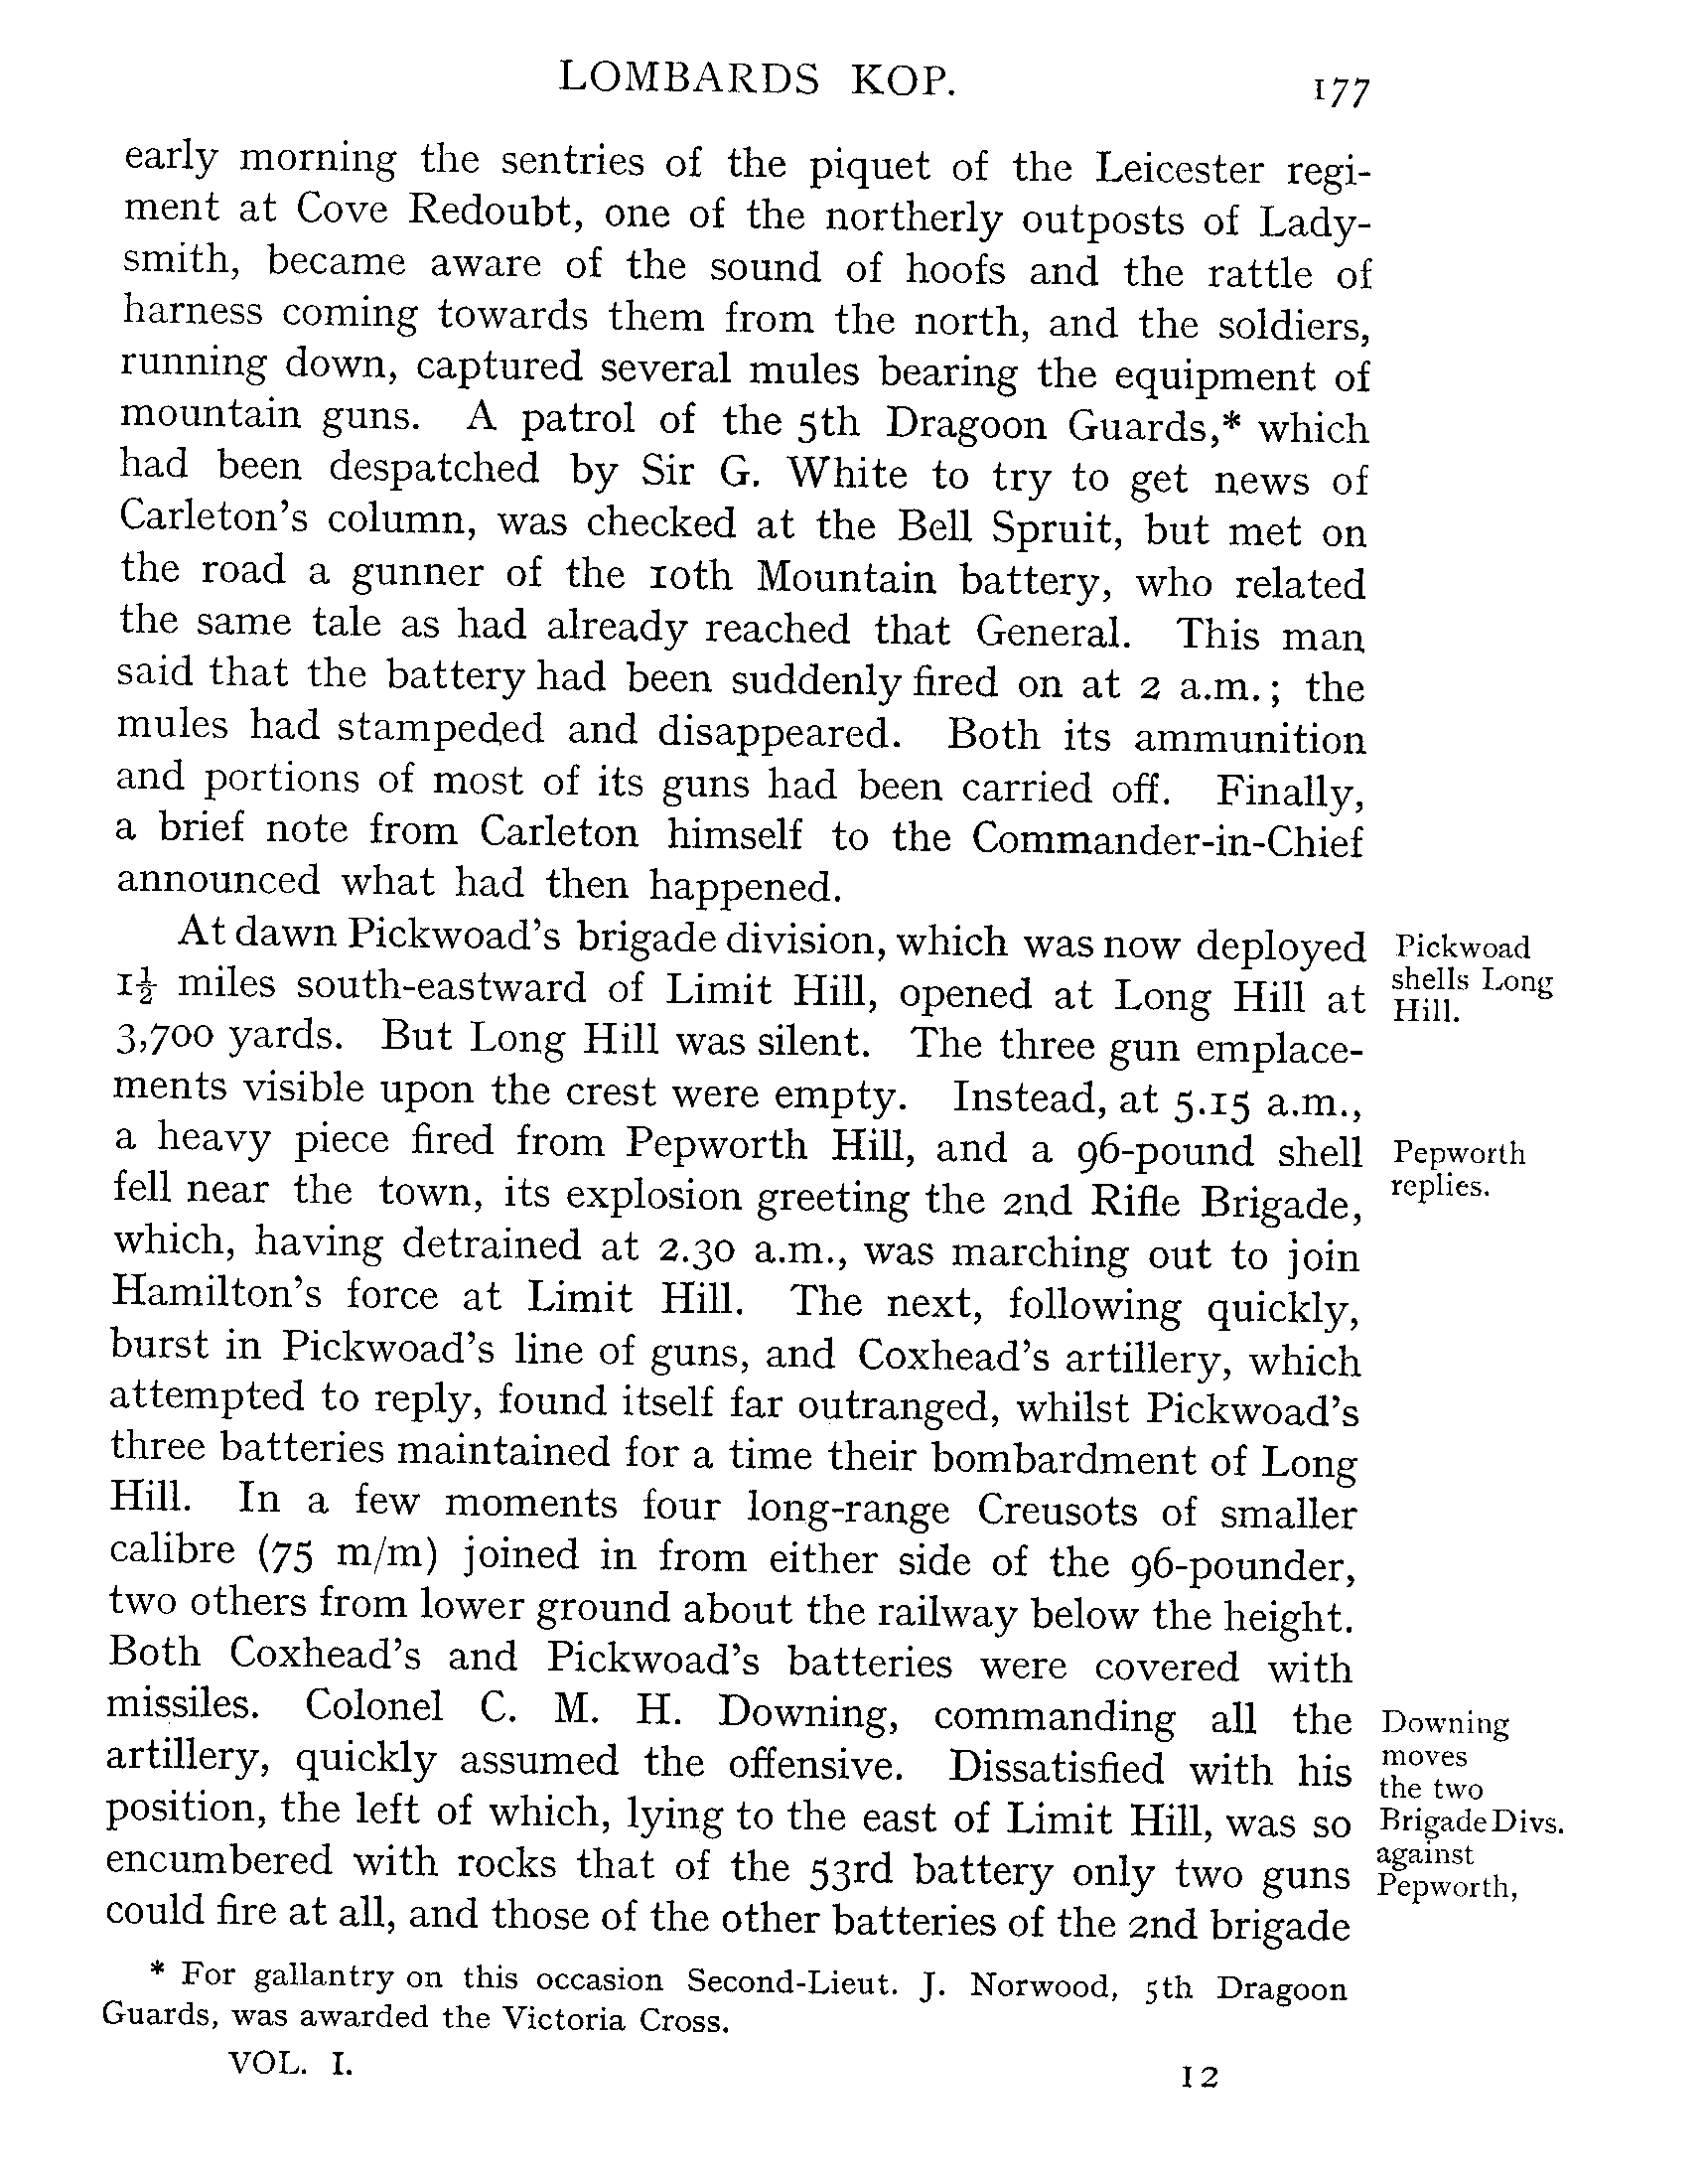 LOMBARDS KOP. 177
early morning the sentries of the piquet of the Leicester regi-
ment at Cove Redoubt, one of the northerly outposts of Lady-
smith, became aware of the sound of hoofs and the rattle of
harness coming towards them from the north, and the soldiers,
running down, captured several mules bearing the equipment of
mountain guns. A patrol of the 5th Dragoon Guards,* which
had been despatched by Sir G. White to try to get news of
Carleton's column, was checked at the Bell Spruit, but met on
the road a gunner of the 10th Mountain battery, who related
the same tale as had already reached that General. This man
said that the battery had been suddenly fired on at 2 a.m.; the
mules had stampeded and disappeared. Both its ammunition
and portions of most of its guns had been carried off. Finally,
a brief note from Carleton himself to the Commander-in-Chief
announced what had then happened.
At dawn Pickwoad's brigade division, which was now deployed
1½ miles south-eastward of Limit Hill, opened at Long Hill at
3,700 yards. But Long Hill was silent. The three gun emplace-
ments visible upon the crest were empty. Instead, at 5.15 a.m.,
a heavy piece fired from Pepworth Hill, and a 96-pound shell
fell near the town, its explosion greeting the 2nd Rifle Brigade,
which, having detrained at 2.30 a.m., was marching out to join
Hamilton's force at Limit Hill. The next, following quickly,
burst in Pickwoad's line of guns, and Coxhead's artillery, which
attempted to reply, found itself far outranged, whilst Pickwoad's
three batteries maintained for a time their bombardment of Long
Hill. In a few moments four long-range Creusots of smaller
calibre (75 m/m) joined in from either side of the 96-pounder,
two others from lower ground about the railway below the height.
Both Coxhead's and Pickwoad's batteries were covered with
missiles. Colonel C. M. H. Downing, commanding all the
artillery, quickly assumed the offensive. Dissatisfied with his
position, the left of which, lying to the east of Limit Hill, was so
encumbered with rocks that of the 53rd battery only two guns
could fire at all, and those of the other batteries of the 2nd brigade
Pickwoad
shells Long
Hill.
Pepworth
replies.
Downing
moves
the two
Brigade Divs.
against
Pepworth,
* For gallantry on this occasion Second-Lieut. J. Norwood, 5th Dragoon
Guards, was awarded the Victoria Cross.
VOL. I. 12